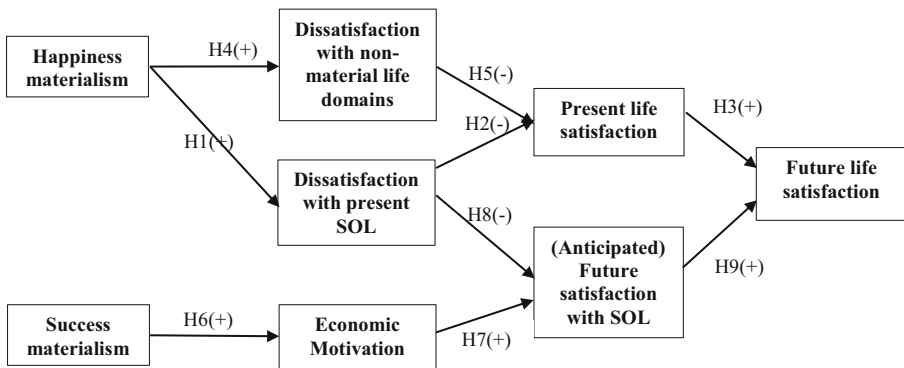 Happiness
materialism
H4(+)
H1(+)
Dissatisfaction
with non-
material life
domains
Dissatisfaction
with present
SOL
H5(-)
H2(-)
H8(-)
Present life
satisfaction
H3(+)
Future life
satisfaction
(Anticipated)
Future
satisfaction
with SOL
H9(+)
Success
materialism
H6(+)
Economic
Motivation
H7(+)